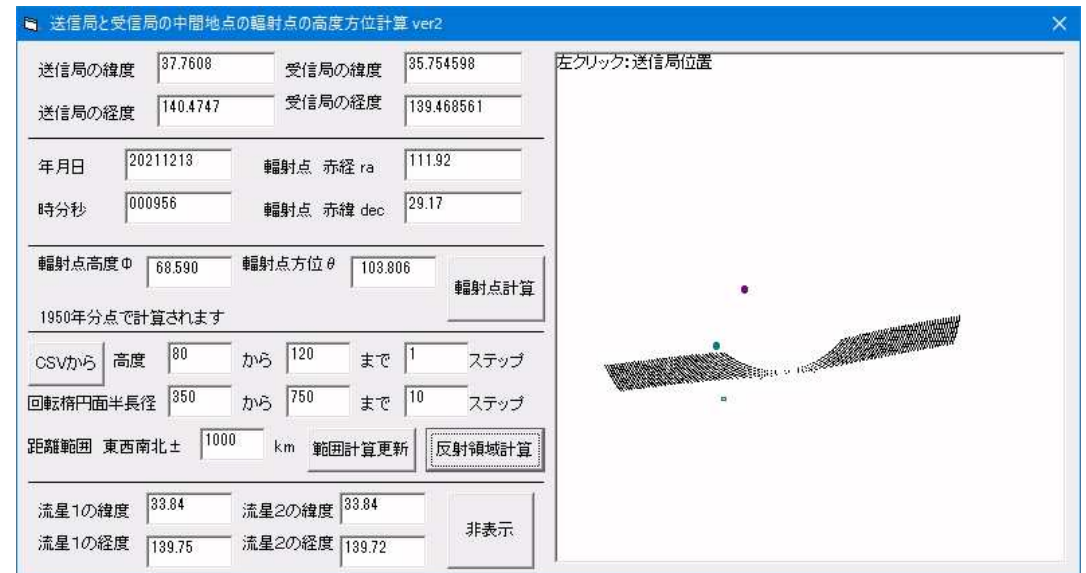 送信局と受信局の中間地点の輻射点の高度方位計算 ver2
送信局の緯度 37.7608 受信局の緯度 35.754598
送信局の経度 140.4747 受信局の経度 139.468561
年月日 20211213 輻射点 赤経 ra 111.92
時分秒 000956 輻射点 赤緯 dec 29.17
輻射点高度Φ 68.590 輻射点方位θ 103.806 輻射点計算
1950年分点で計算されます
CSVから 高度 80 から 120 まで 1 ステップ
回転楕円面半長径 350 から 750 まで 10 ステップ
距離範囲 東西南北± 1000 km 範囲計算更新 反射領域計算
流星1の緯度 33.84 流星2の緯度 33.84 非表示
流星1の経度 139.75 流星2の経度 139.72
左クリック:送信局位置